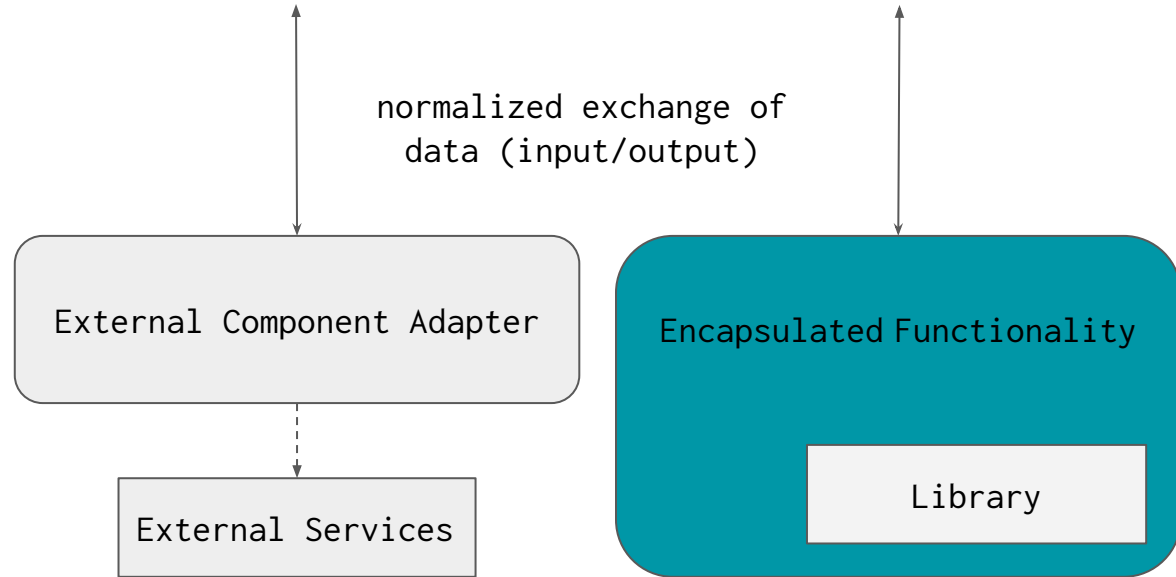 normalized exchange of
data (input/output)
External Component Adapter
Encapsulated Functionality
External Services
Library